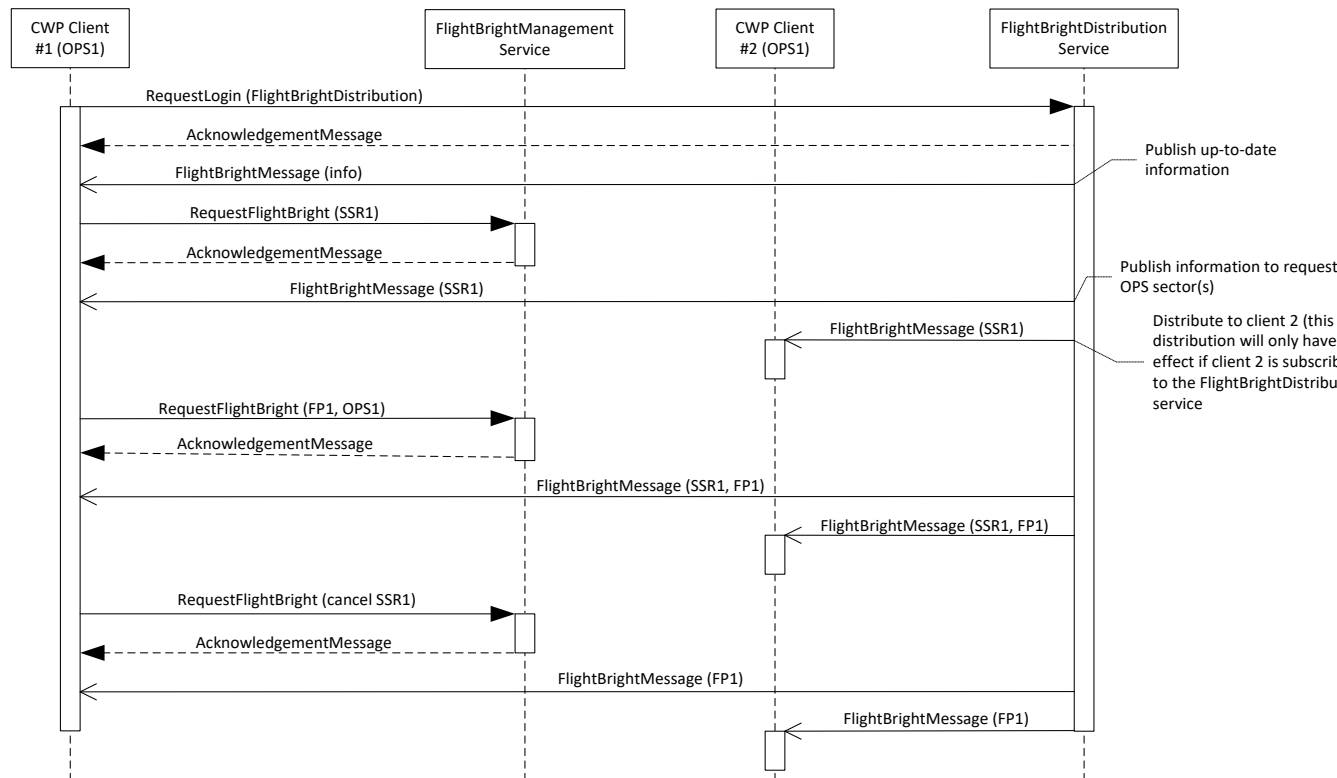 CWP Client
#1 (OPS1)
FlightBrightManagement
Service
CWP Client
#2 (OPS1)
FlightBrightDistribution
Service
RequestLogin (FlightBrightDistribution)
AcknowledgementMessage
Publish up-to-date
information
FlightBrightMessage (info)
RequestFlightBright (SSR1)
AcknowledgementMessage
Publish information to request
OPS sector(s)
FlightBrightMessage (SSR1)
FlightBrightMessage (SSR1)
Distribute to client 2 (this
distribution will only have
effect if client 2 is subscrib
to the FlightBrightDistribu
service
RequestFlightBright (FP1, OPS1)
AcknowledgementMessage
FlightBrightMessage (SSR1, FP1)
FlightBrightMessage (SSR1, FP1)
RequestFlightBright (cancel SSR1)
AcknowledgementMessage
FlightBrightMessage (FP1)
FlightBrightMessage (FP1)